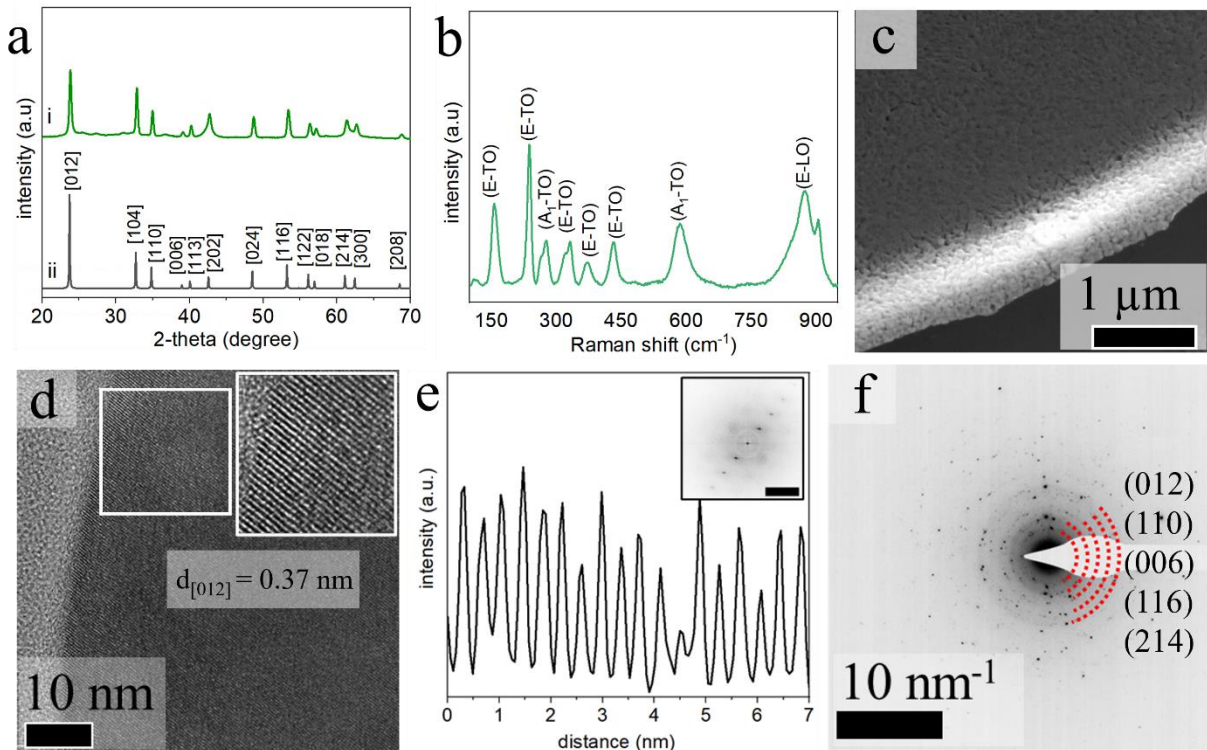 a
intensity (a.u)
i
ii
[012]
[104]
[110]
[006]
[113]
[202]
[024]
[116]
[122]
[018]
[214]
[300]
[208]
20 30 40 50 60 70
2-theta (degree)
b
intensity (a.u)
(E-TO)
(E-TO)
(A1-TO)
(E-TO)
(E-TO)
(E-TO)
(A1-TO)
(E-LO)
150 300 450 600 750 900
Raman shift (cm-1)
c
1 µm
d
d[012] = 0.37 nm
10 nm
e
intensity (a.u.)
0 1 2 3 4 5 6 7
distance (nm)
f
(012)
(110)
(006)
(116)
(214)
10 nm-1